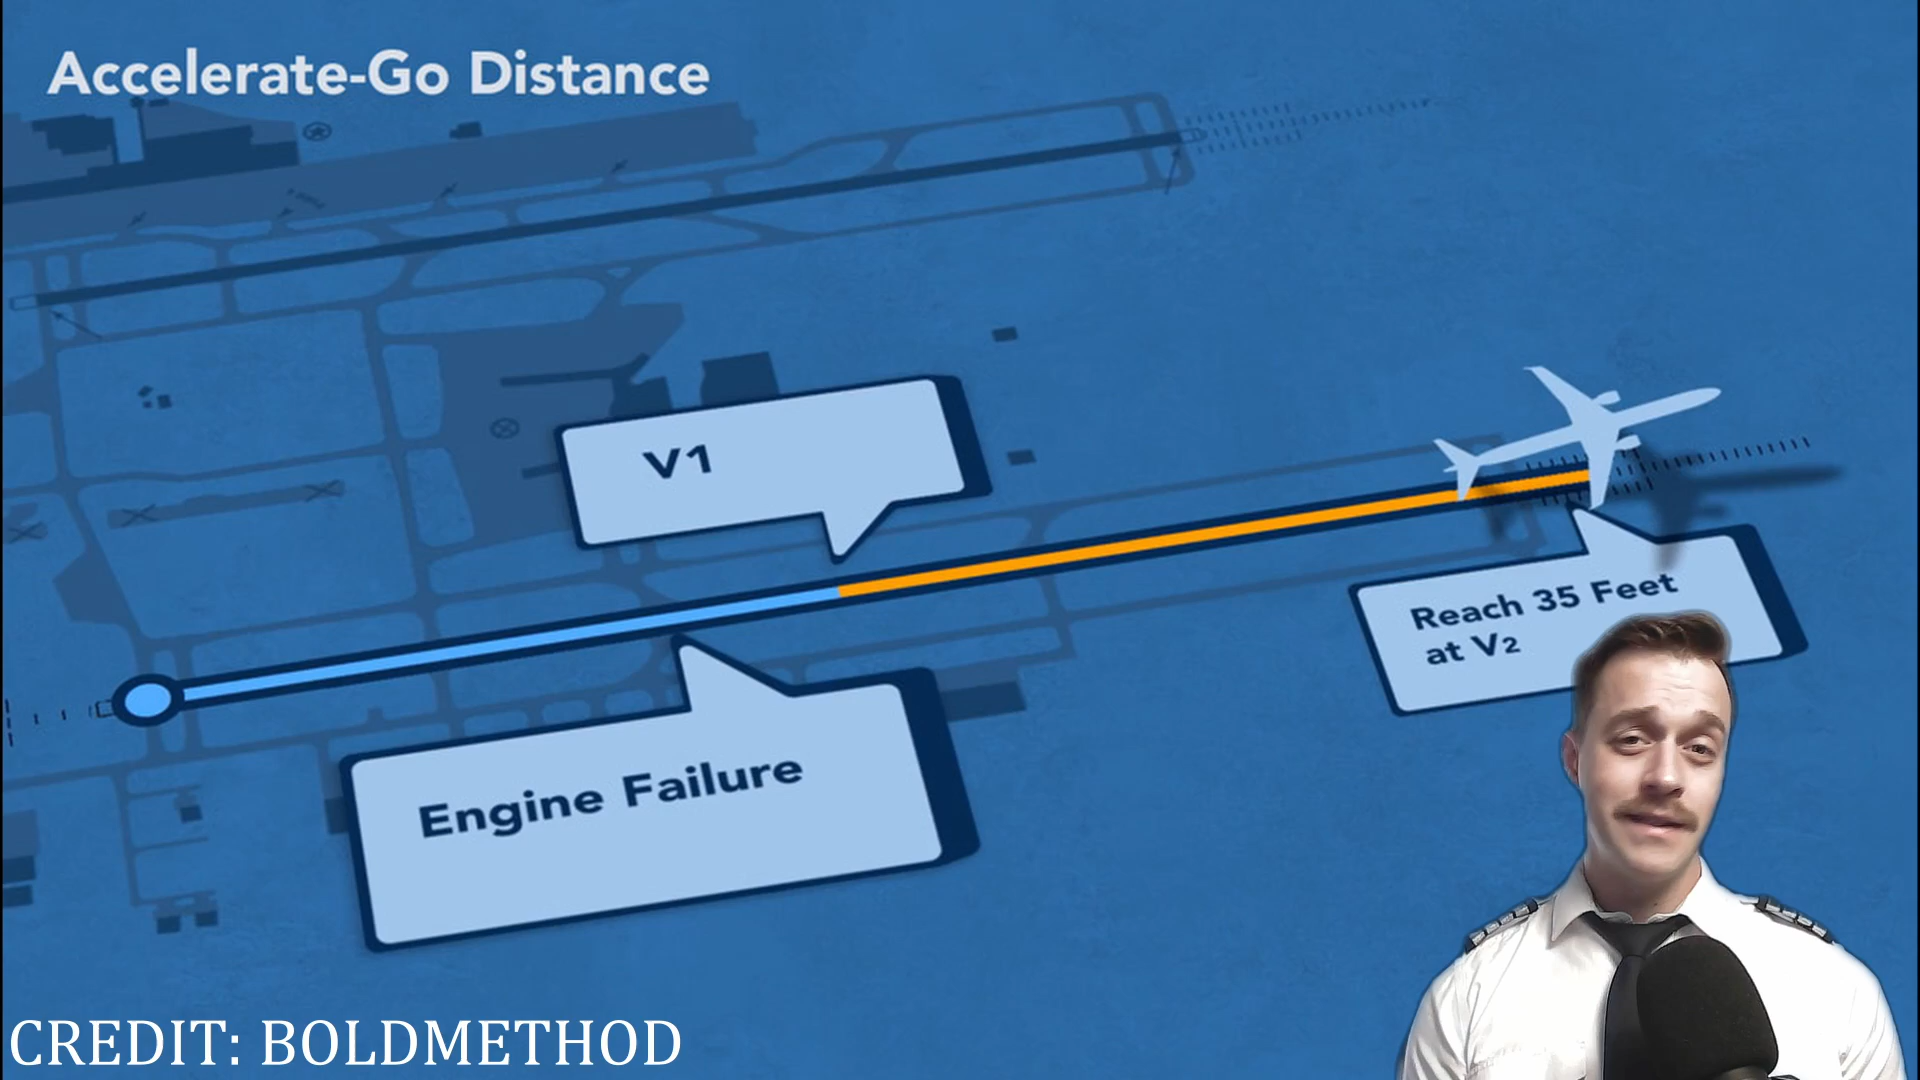 Accelerate-Go Distance
V1
Reach 35 Feet
at V2
Engine Failure
CREDIT: BOLDMETHOD